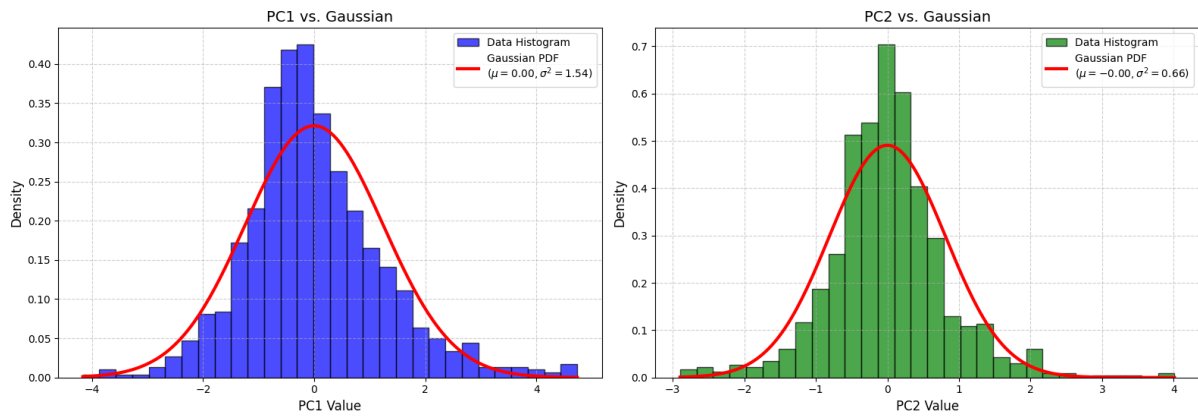 PC1 vs. Gaussian
Data Histogram
Gaussian PDF
(μ = 0.00, σ² = 1.54)
Density
0.40
0.35
0.30
0.25
0.20
0.15
0.10
0.05
0.00
−4
−2
0
2
4
PC1 Value
PC2 vs. Gaussian
Data Histogram
Gaussian PDF
(μ = −0.00, σ² = 0.66)
Density
0.7
0.6
0.5
0.4
0.3
0.2
0.1
0.0
−3
−2
−1
0
1
2
3
4
PC2 Value